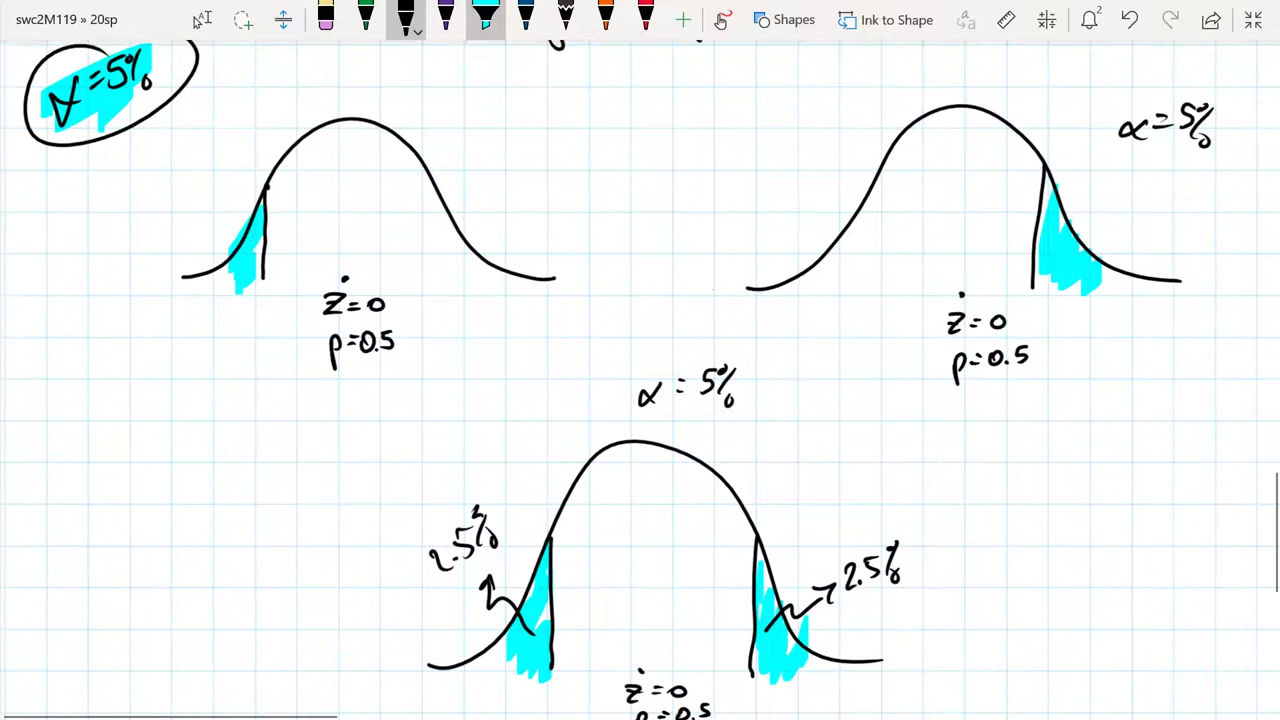 swc2M119 » 20sp
Shapes
Ink to Shape
2
α = 5%
α = 5%
Z = 0
p = 0.5
Z = 0
p = 0.5
α = 5%
2.5%
2.5%
Z = 0
p = 0.5